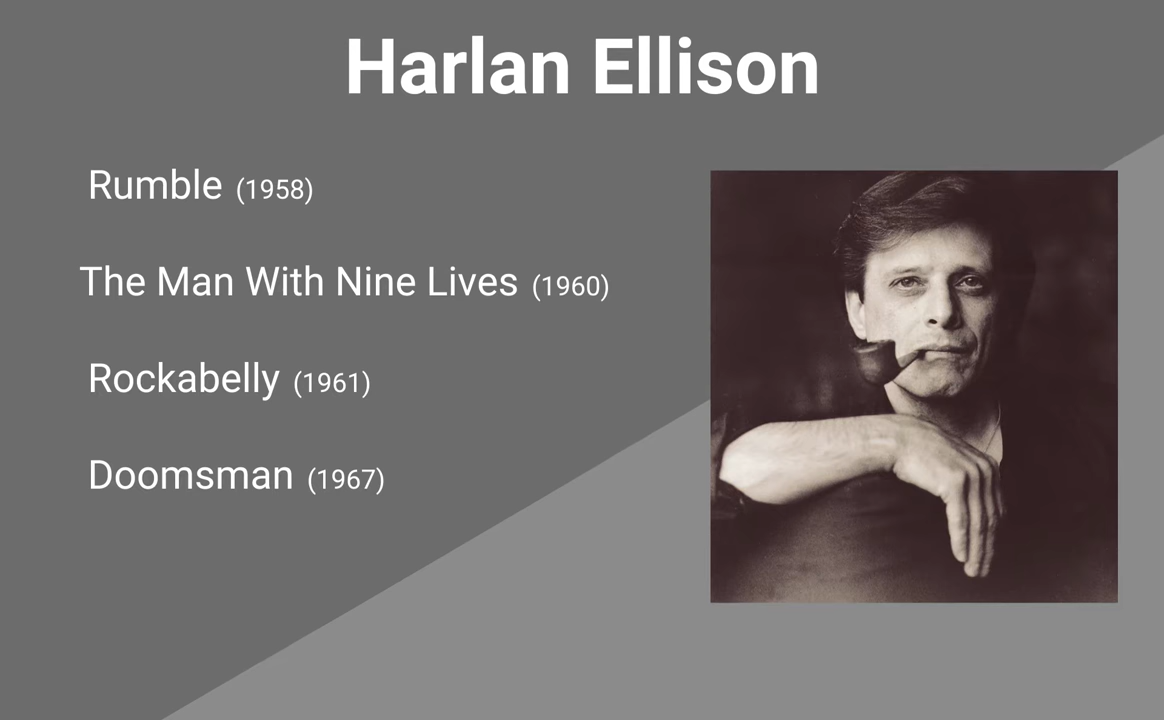 Harlan Ellison
Rumble (1958)
The Man With Nine Lives (1960)
Rockabelly (1961)
Doomsman (1967)